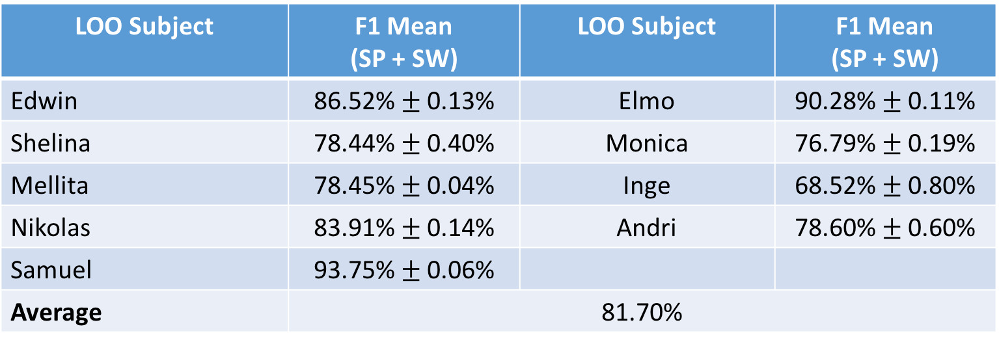 LOO Subject F1 Mean LOO Subject F1 Mean
(SP + SW) (SP + SW)
Edwin 86.52% ± 0.13% Elmo 90.28% ± 0.11%
Shelina 78.44% ± 0.40% Monica 76.79% ± 0.19%
Mellita 78.45% ± 0.04% Inge 68.52% ± 0.80%
Nikolas 83.91% ± 0.14% Andri 78.60% ± 0.60%
Samuel 93.75% ± 0.06%
Average 81.70%